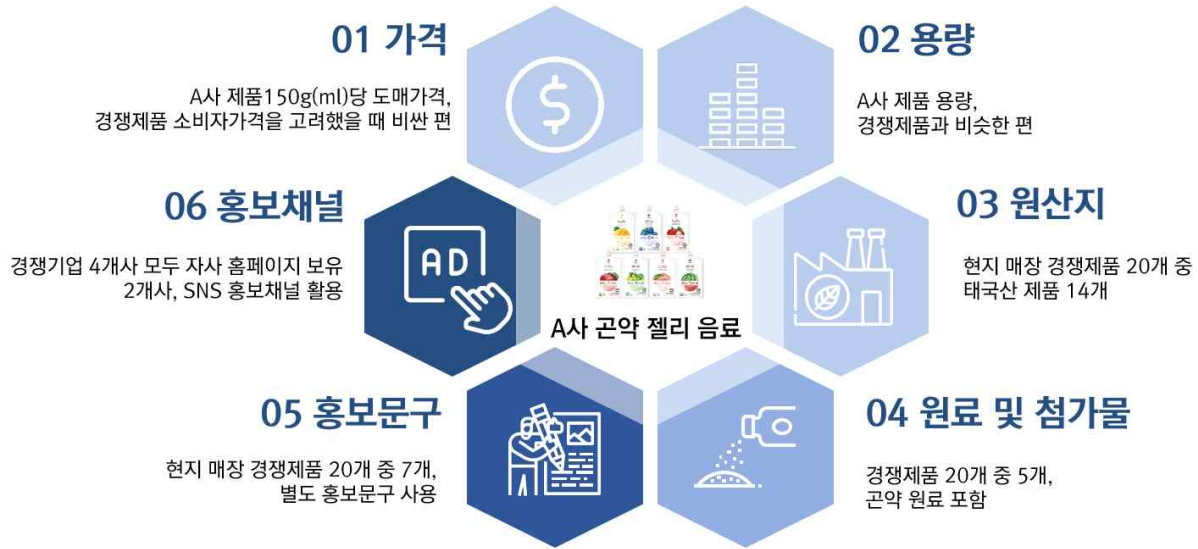 01 가격
A사 제품150g(ml)당 도매가격,
경쟁제품 소비자가격을 고려했을 때 비싼 편
02 용량
A사 제품 용량,
경쟁제품과 비슷한 편
03 원산지
현지 매장 경쟁제품 20개 중
태국산 제품 14개
04 원료 및 첨가물
경쟁제품 20개 중 5개,
곤약 원료 포함
05 홍보문구
현지 매장 경쟁제품 20개 중 7개,
별도 홍보문구 사용
06 홍보채널
경쟁기업 4개사 모두 자사 홈페이지 보유
2개사, SNS 홍보채널 활용
AD
A사 곤약 젤리 음료